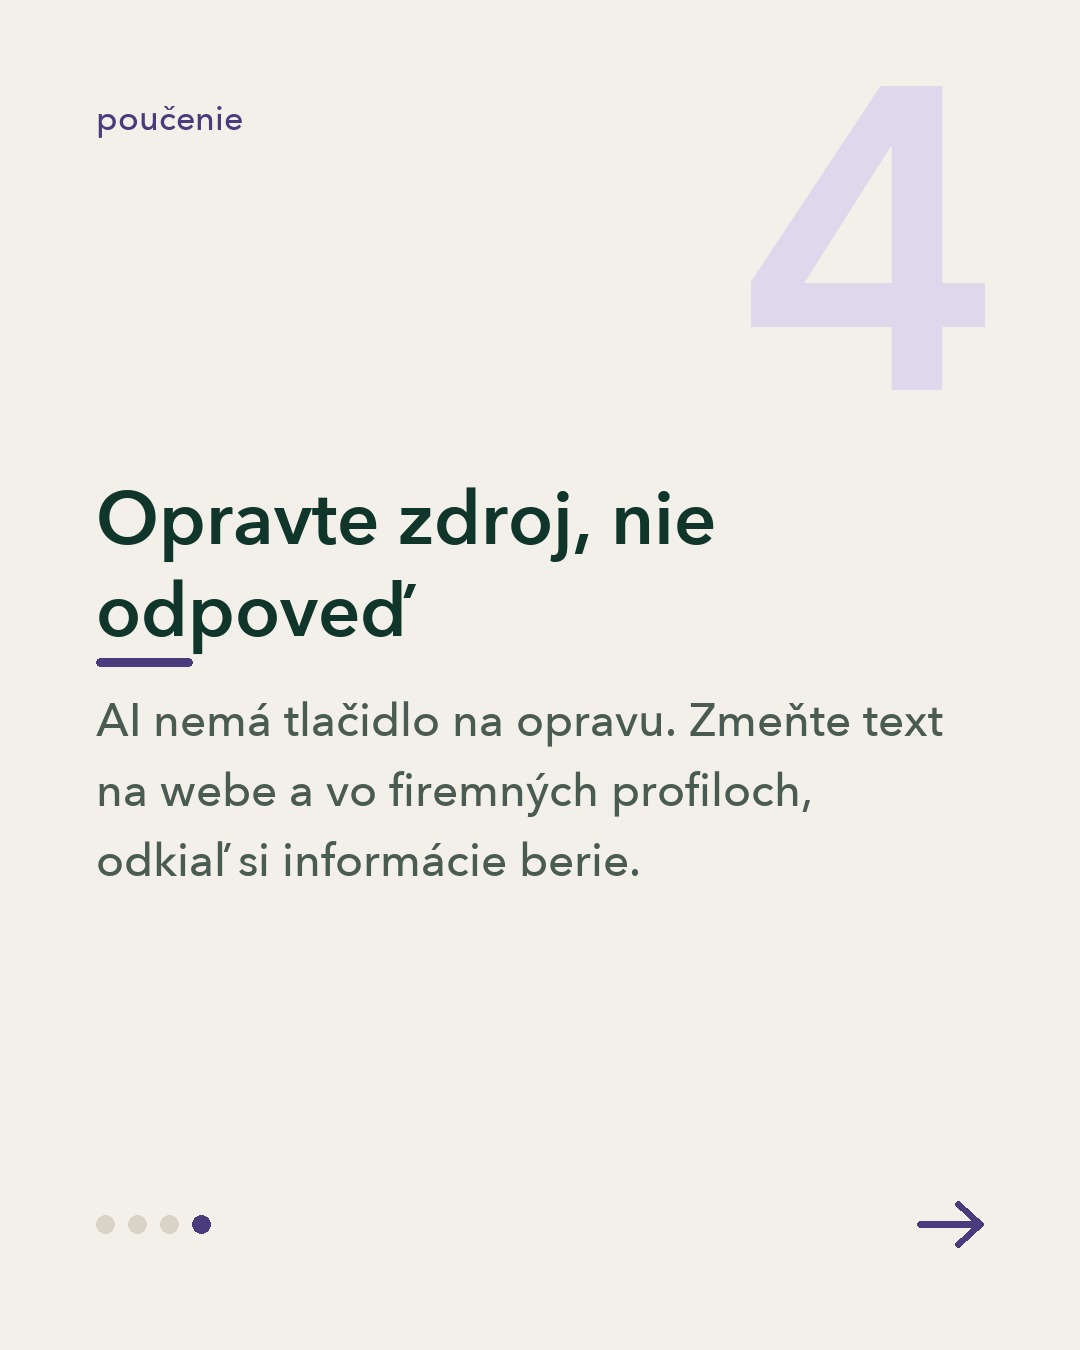 poučenie
4
Opravte zdroj, nie
odpoveď
AI nemá tlačidlo na opravu. Zmeňte text
na webe a vo firemných profiloch,
odkiaľ si informácie berie.